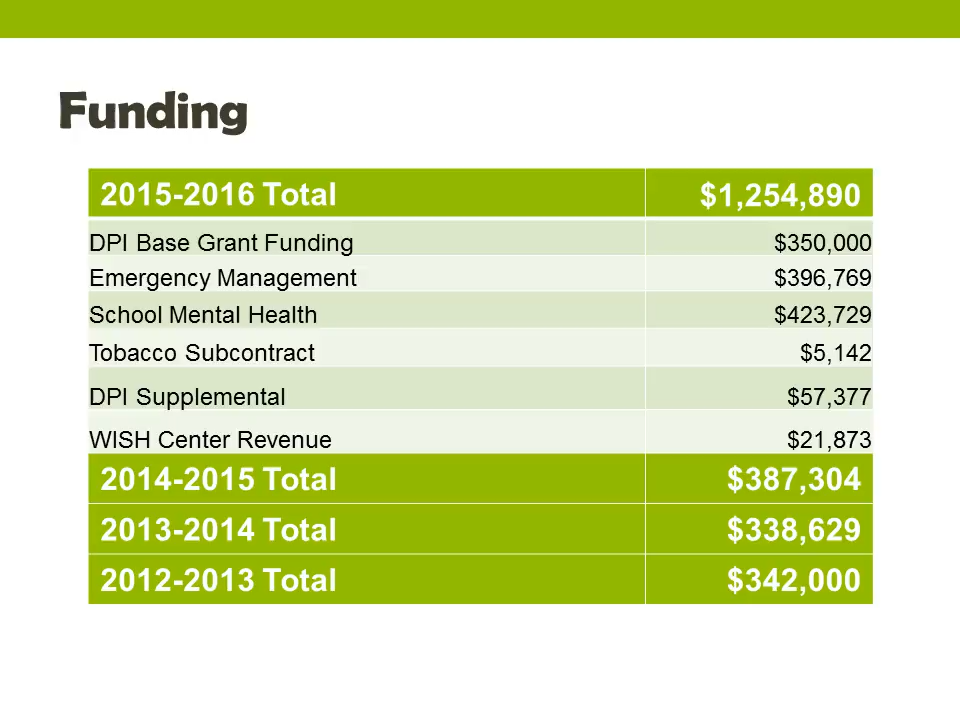 Funding
2015-2016 Total $1,254,890
DPI Base Grant Funding $350,000
Emergency Management $396,769
School Mental Health $423,729
Tobacco Subcontract $5,142
DPI Supplemental $57,377
WISH Center Revenue $21,873
2014-2015 Total $387,304
2013-2014 Total $338,629
2012-2013 Total $342,000